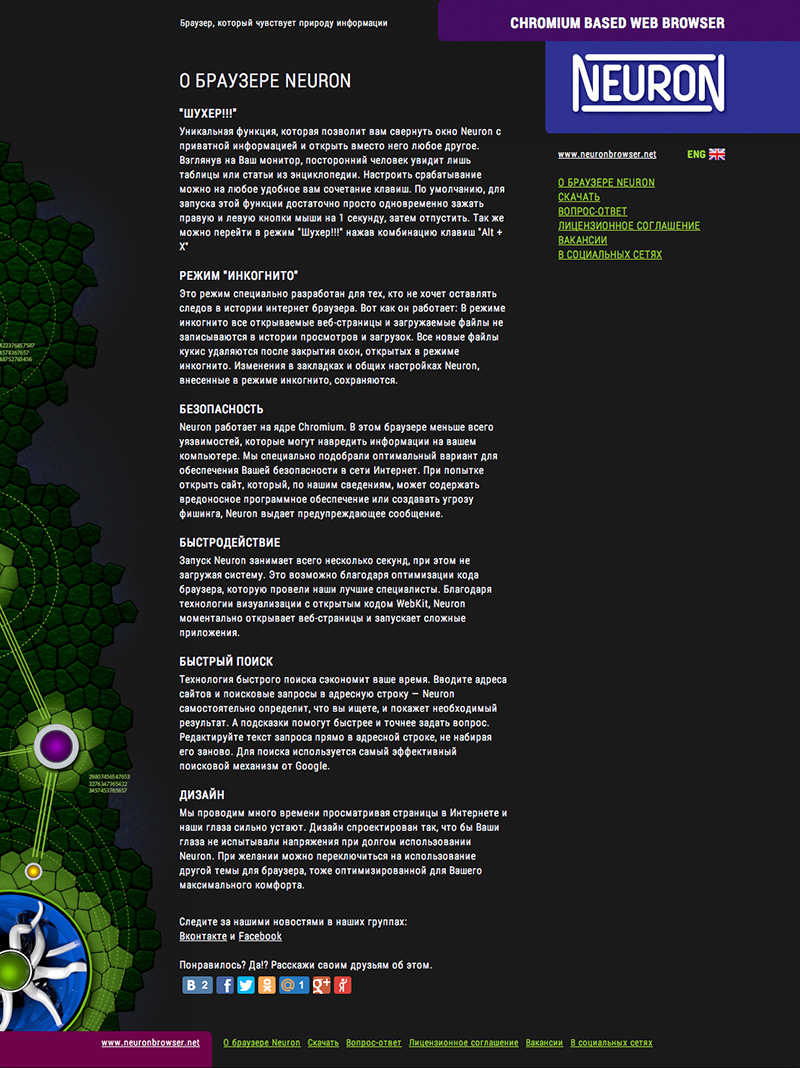 Браузер, который чувствует природу информации
CHROMIUM BASED WEB BROWSER
NEURON
www.neuronbrowser.net
ENG
О БРАУЗЕРЕ NEURON
СКАЧАТЬ
ВОПРОС-ОТВЕТ
ЛИЦЕНЗИОННОЕ СОГЛАШЕНИЕ
ВАКАНСИИ
В СОЦИАЛЬНЫХ СЕТЯХ
О БРАУЗЕРЕ NEURON
"ШУХЕР!!!"
Уникальная функция, которая позволит вам свернуть окно Neuron с
приватной информацией и открыть вместо него любое другое.
Взглянув на Ваш монитор, посторонний человек увидит лишь
таблицы или статьи из энциклопедии. Настроить срабатывание
можно на любое удобное вам сочетание клавиш. По умолчанию, для
запуска этой функции достаточно просто одновременно зажать
правую и левую кнопки мыши на 1 секунду, затем отпустить. Так же
можно перейти в режим "Шухер!!!" нажав комбинацию клавиш "Alt +
X"
РЕЖИМ "ИНКОГНИТО"
Это режим специально разработан для тех, кто не хочет оставлять
следов в истории интернет браузера. Вот как он работает: В режиме
инкогнито все открываемые веб-страницы и загружаемые файлы не
записываются в истории просмотров и загрузок. Все новые файлы
кукис удаляются после закрытия окон, открытых в режиме
инкогнито. Изменения в закладках и общих настройках Neuron,
внесенные в режиме инкогнито, сохраняются.
БЕЗОПАСНОСТЬ
Neuron работает на ядре Chromium. В этом браузере меньше всего
уязвимостей, которые могут навредить информации на вашем
компьютере. Мы специально подобрали оптимальный вариант для
обеспечения Вашей безопасности в сети Интернет. При попытке
открыть сайт, который, по нашим сведениям, может содержать
вредоносное программное обеспечение или создавать угрозу
фишинга, Neuron выдает предупреждающее сообщение.
БЫСТРОДЕЙСТВИЕ
Запуск Neuron занимает всего несколько секунд, при этом не
загружая систему. Это возможно благодаря оптимизации кода
браузера, которую провели наши лучшие специалисты. Благодаря
технологии визуализации с открытым кодом WebKit, Neuron
моментально открывает веб-страницы и запускает сложные
приложения.
БЫСТРЫЙ ПОИСК
Технология быстрого поиска сэкономит ваше время. Вводите адреса
сайтов и поисковые запросы в адресную строку — Neuron
самостоятельно определит, что вы ищете, и покажет необходимый
результат. А подсказки помогут быстрее и точнее задать вопрос.
Редактируйте текст запроса прямо в адресной строке, не набирая
его заново. Для поиска используется самый эффективный
поисковой механизм от Google.
ДИЗАЙН
Мы проводим много времени просматривая страницы в Интернете и
наши глаза сильно устают. Дизайн спроектирован так, что бы Ваши
глаза не испытывали напряжения при долгом использовании
Neuron. При желании можно переключиться на использование
другой темы для браузера, тоже оптимизированной для Вашего
максимального комфорта.
Следите за нашими новостями в наших группах:
Вконтакте и Facebook
Понравилось? Да!? Расскажи своим друзьям об этом.
2
1
www.neuronbrowser.net
О браузере Neuron Скачать Вопрос-ответ Лицензионное соглашение Вакансии В социальных сетях